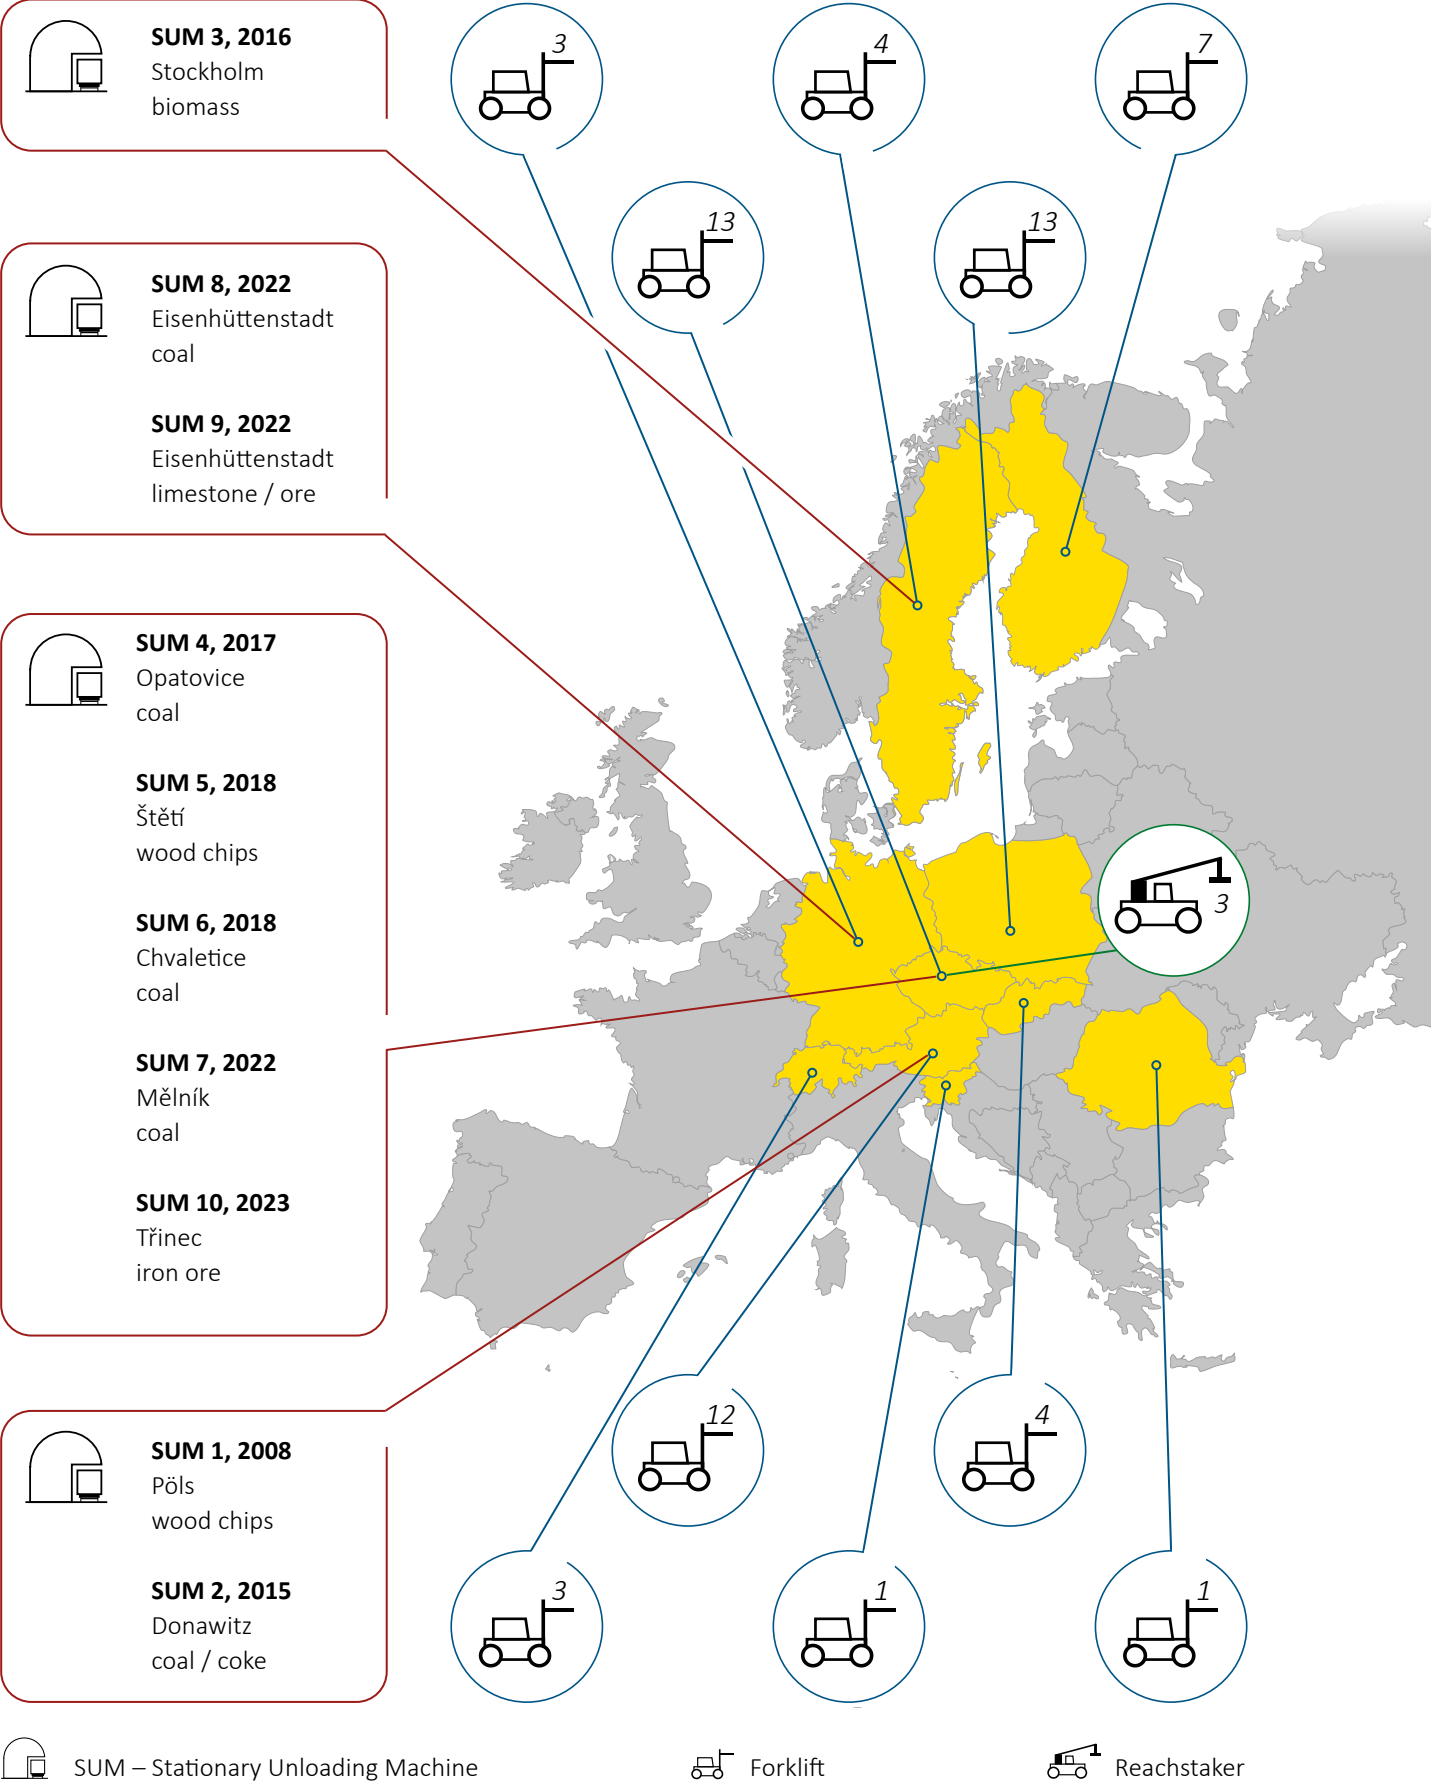 SUM 3, 2016
Stockholm
biomass
3
4
7
13
13
SUM 8, 2022
Eisenhüttenstadt
coal
SUM 9, 2022
Eisenhüttenstadt
limestone / ore
SUM 4, 2017
Opatovice
coal
SUM 5, 2018
Štětí
wood chips
SUM 6, 2018
Chvaletice
coal
SUM 7, 2022
Mělník
coal
SUM 10, 2023
Třinec
iron ore
3
SUM 1, 2008
Pöls
wood chips
SUM 2, 2015
Donawitz
coal / coke
12
4
3
1
1
SUM – Stationary Unloading Machine
Forklift
Reachstaker